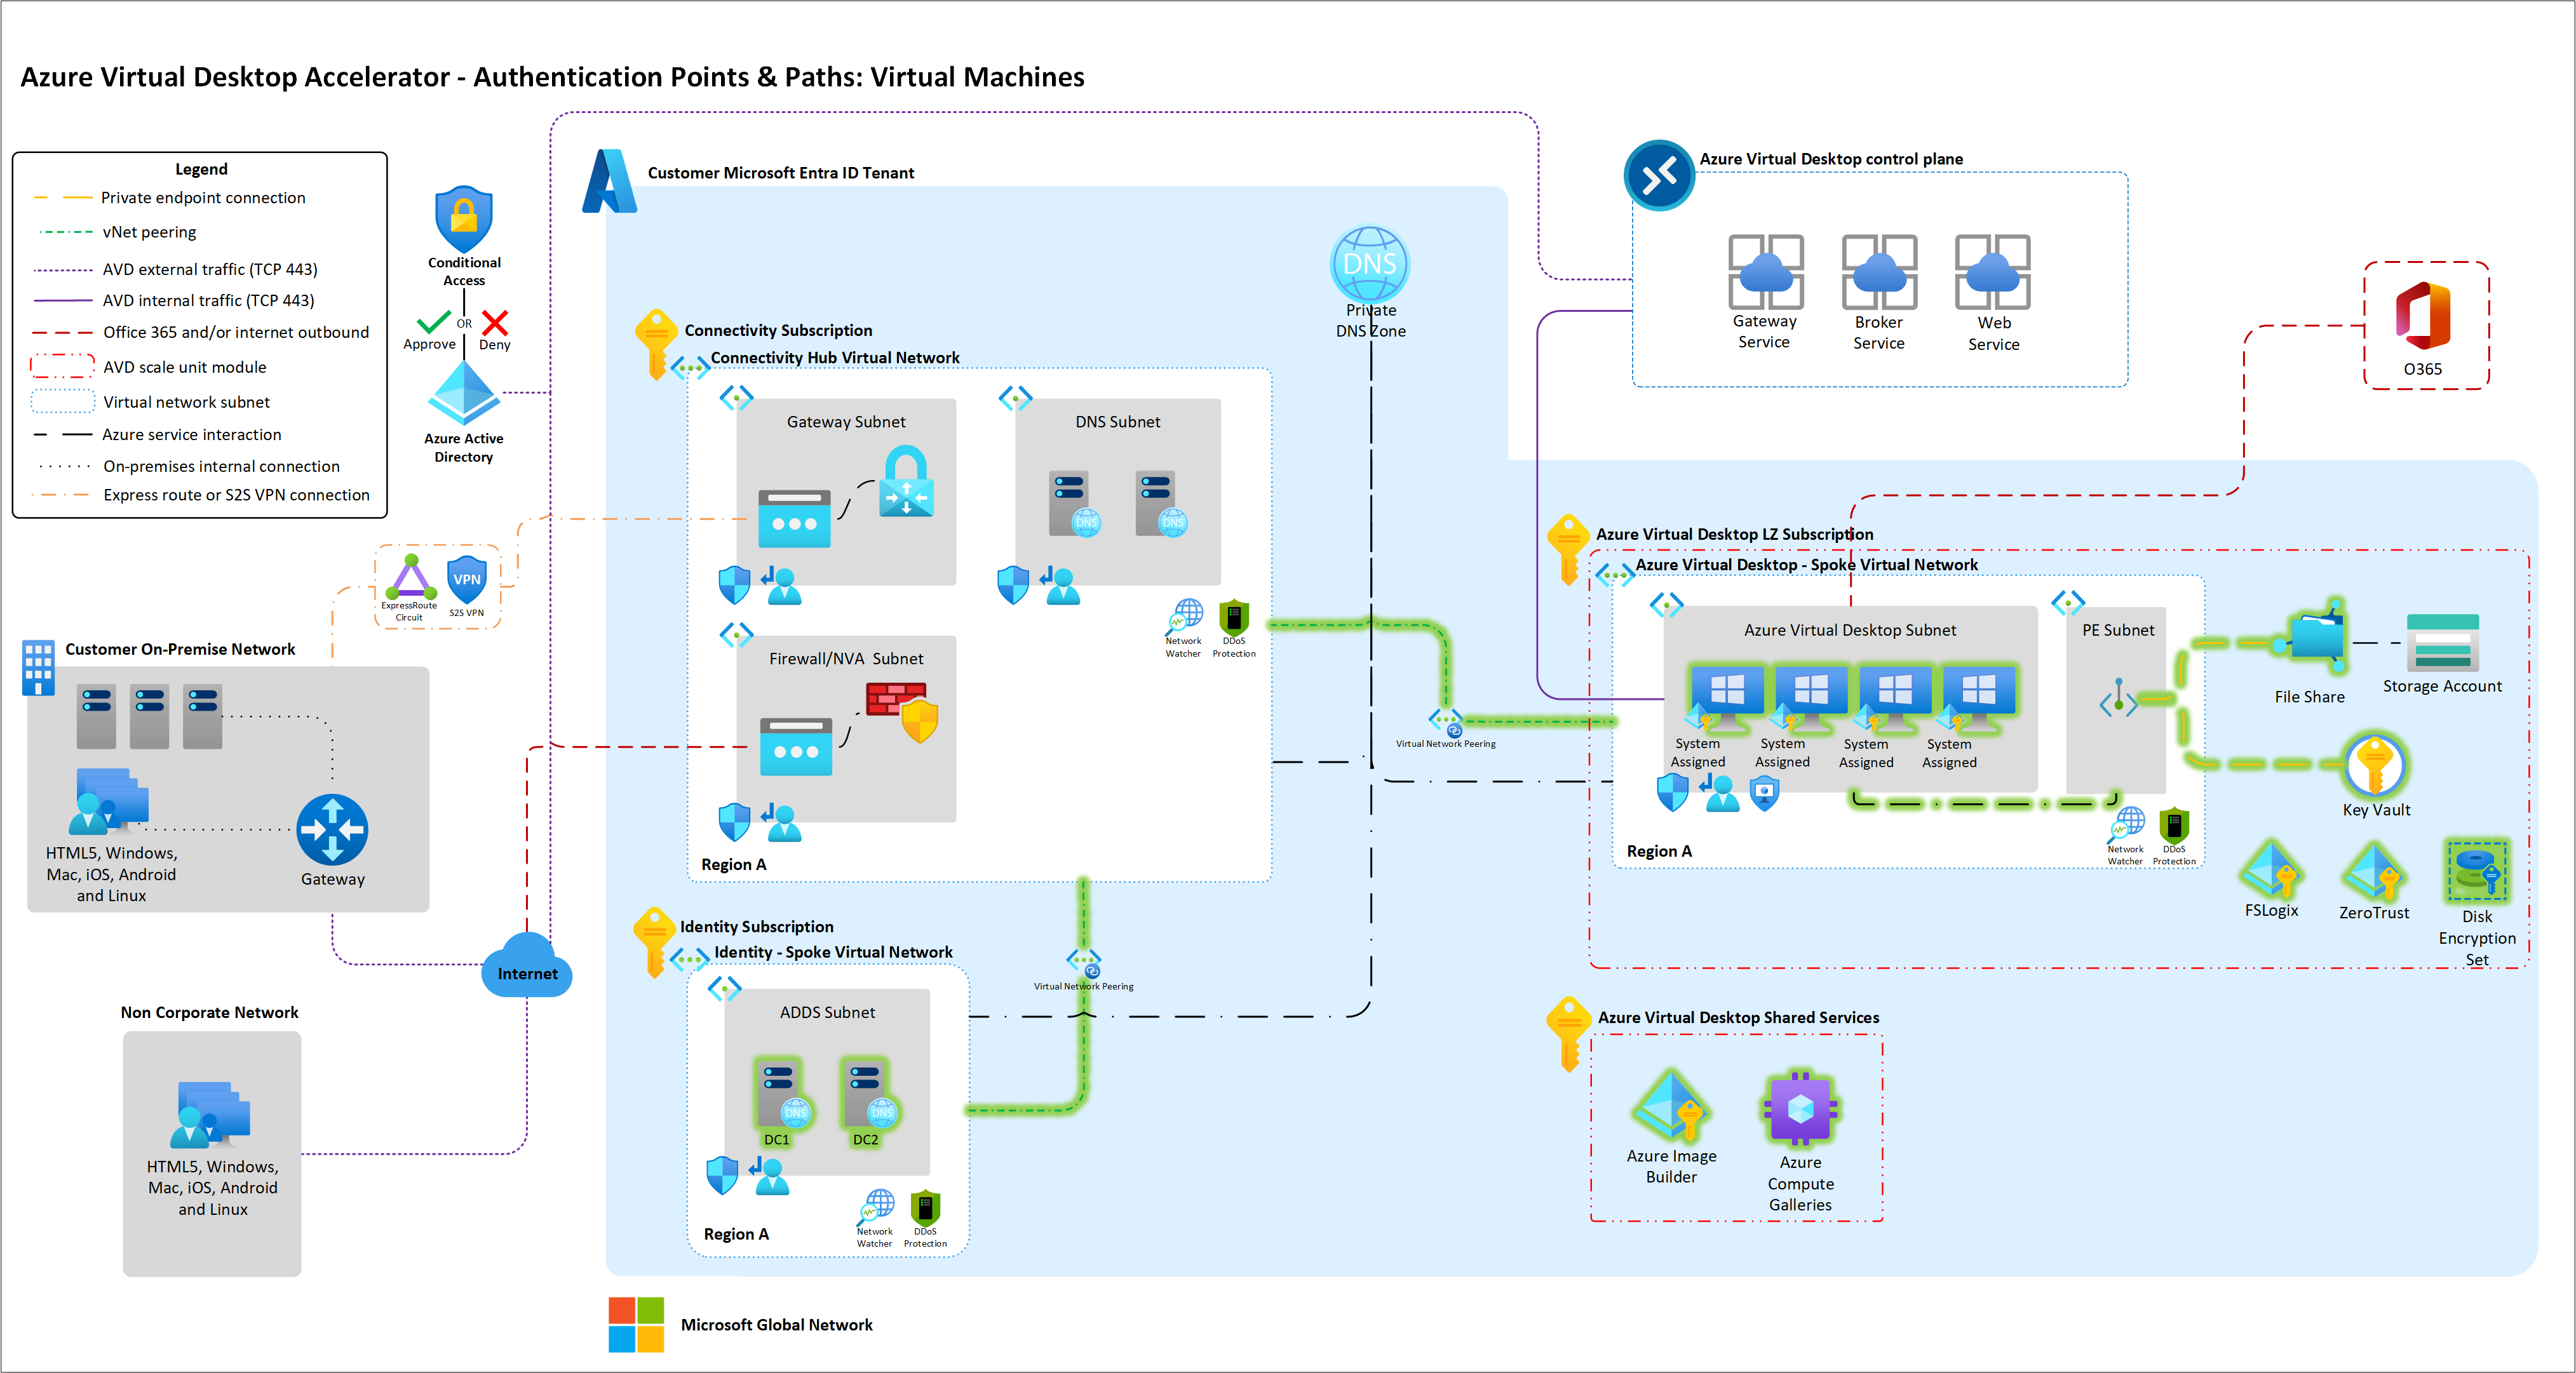 Azure Virtual Desktop Accelerator - Authentication Points & Paths: Virtual Machines
Legend
Private endpoint connection
vNet peering
AVD external traffic (TCP 443)
AVD internal traffic (TCP 443)
Office 365 and/or internet outbound
AVD scale unit module
Virtual network subnet
Azure service interaction
On-premises internal connection
Express route or S2S VPN connection
Conditional
Access
OR
Approve
Deny
Azure Active
Directory
VPN
ExpressRoute
Circuit
S2S VPN
Customer On-Premise Network
HTML5, Windows,
Mac, iOS, Android
and Linux
Gateway
Internet
Non Corporate Network
HTML5, Windows,
Mac, iOS, Android
and Linux
Customer Microsoft Entra ID Tenant
DNS
Private
DNS Zone
Connectivity Subscription
Connectivity Hub Virtual Network
Gateway Subnet
DNS Subnet
DNS
DNS
Network
Watcher
DDoS
Protection
Firewall/NVA Subnet
Region A
Virtual Network Peering
Identity Subscription
Identity - Spoke Virtual Network
Virtual Network Peering
ADDS Subnet
DNS
DNS
DC1
DC2
Network
Watcher
DDoS
Protection
Region A
Azure Virtual Desktop control plane
Gateway
Service
Broker
Service
Web
Service
O365
Azure Virtual Desktop LZ Subscription
Azure Virtual Desktop - Spoke Virtual Network
Azure Virtual Desktop Subnet
System
Assigned
System
Assigned
System
Assigned
System
Assigned
PE Subnet
Network
Watcher
DDoS
Protection
Region A
File Share
Storage Account
Key Vault
FSLogix
ZeroTrust
Disk
Encryption
Set
Azure Virtual Desktop Shared Services
Azure Image
Builder
Azure
Compute
Galleries
Microsoft Global Network